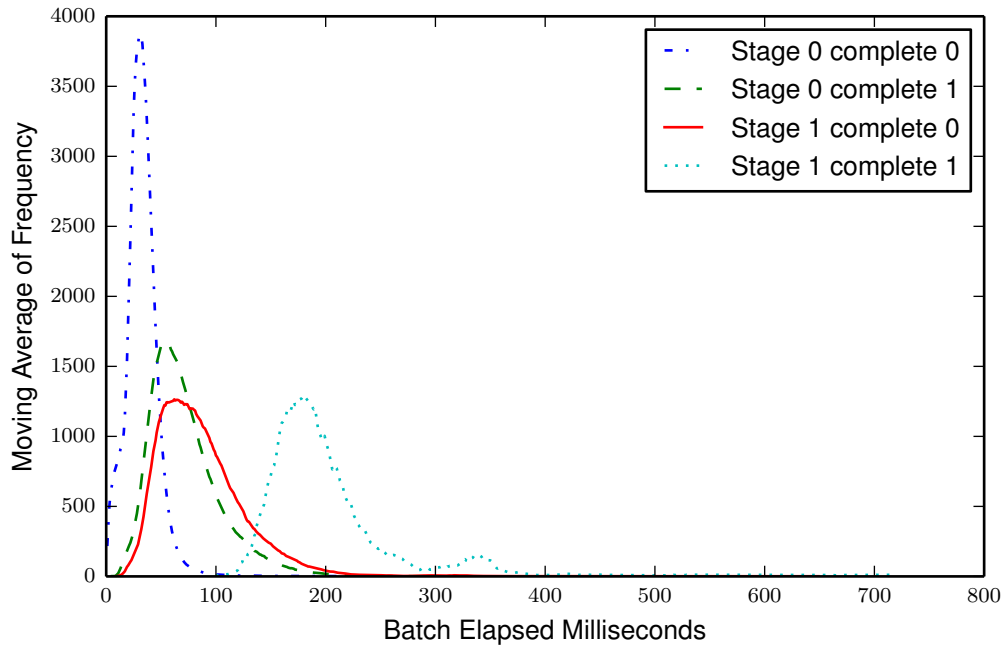 4000
3500
3000
2500
2000
1500
1000
500
0
Moving Average of Frequency
Stage 0 complete 0
Stage 0 complete 1
Stage 1 complete 0
Stage 1 complete 1
0 100 200 300 400 500 600 700 800
Batch Elapsed Milliseconds